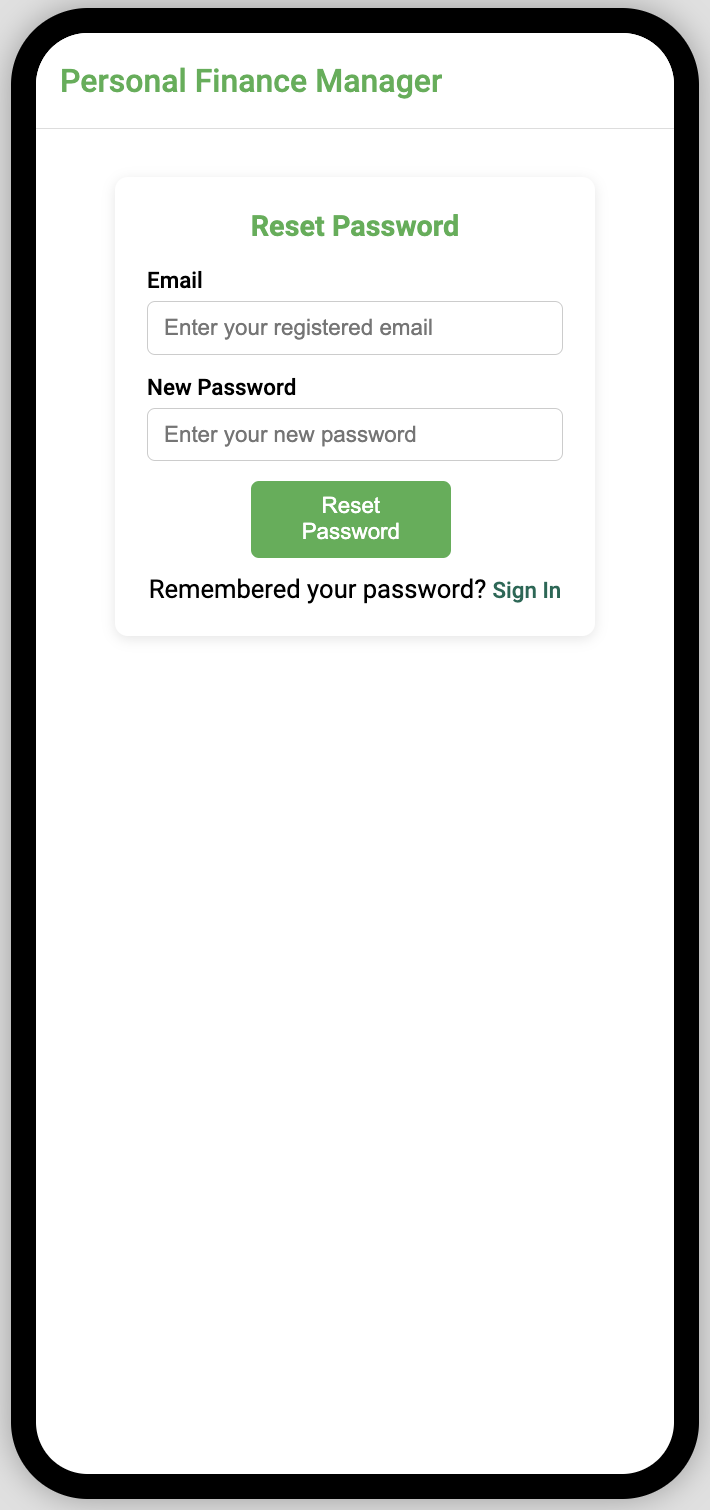 Personal Finance Manager
Reset Password
Email
Enter your registered email
New Password
Enter your new password
Reset
Password
Remembered your password? Sign In